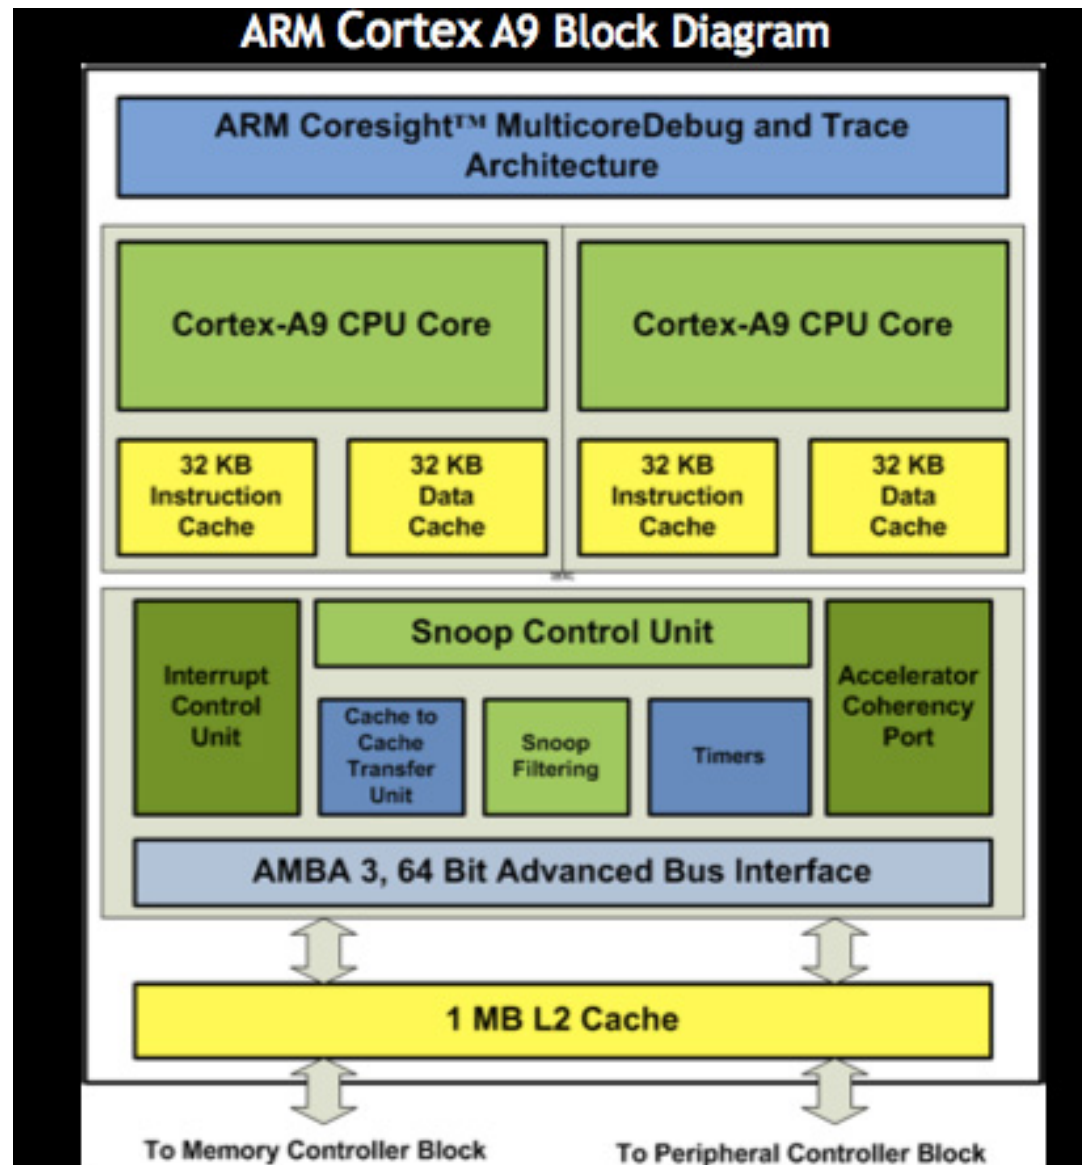 ARM Cortex A9 Block Diagram
ARM Coresight™ MulticoreDebug and Trace
Architecture
Cortex-A9 CPU Core
Cortex-A9 CPU Core
32 KB
Instruction
Cache
32 KB
Data
Cache
32 KB
Instruction
Cache
32 KB
Data
Cache
Interrupt
Control
Unit
Snoop Control Unit
Cache to
Cache
Transfer
Unit
Snoop
Filtering
Timers
Accelerator
Coherency
Port
AMBA 3, 64 Bit Advanced Bus Interface
1 MB L2 Cache
To Memory Controller Block
To Peripheral Controller Block